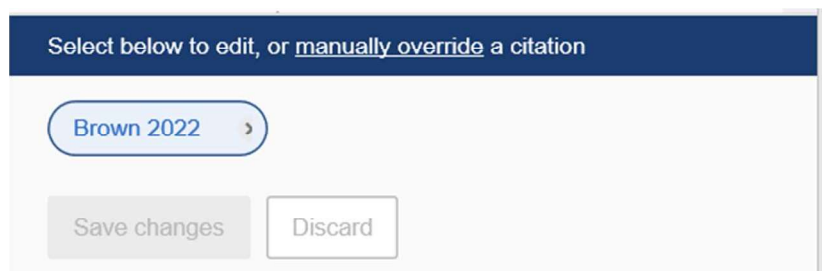 Select below to edit, or manually override a citation
Brown 2022
Save changes Discard